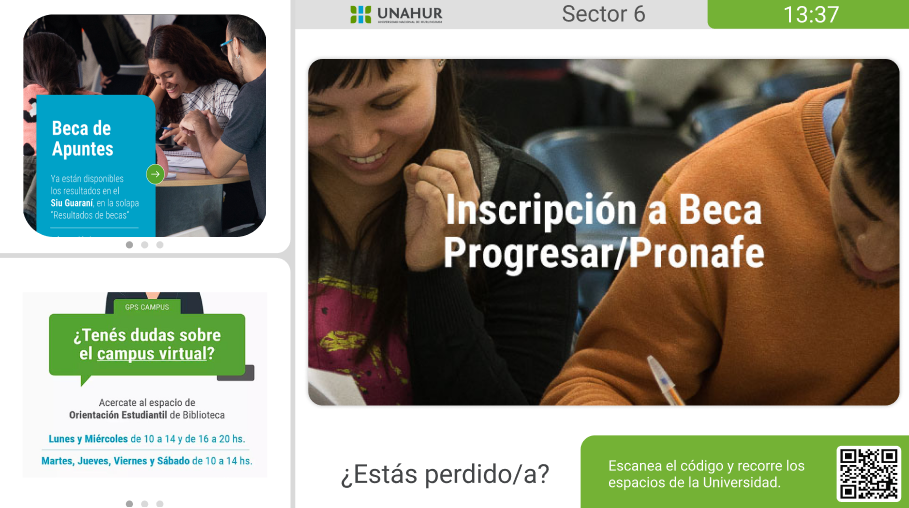 UNAHUR
Sector 6
13:37
Beca de
Apuntes
Ya están disponibles
los resultados en el
Siu Guaraní, en la solapa
"Resultados de becas"
Inscripción a Beca
Progresar/Pronafe
GPS CAMPUS
¿Tenés dudas sobre
el campus virtual?
Acercate al espacio de
Orientación Estudiantil de Biblioteca
Lunes y Miércoles de 10 a 14 y de 16 a 20 hs.
Martes, Jueves, Viernes y Sábado de 10 a 14 hs.
¿Estás perdido/a?
Escanea el código y recorre los
espacios de la Universidad.